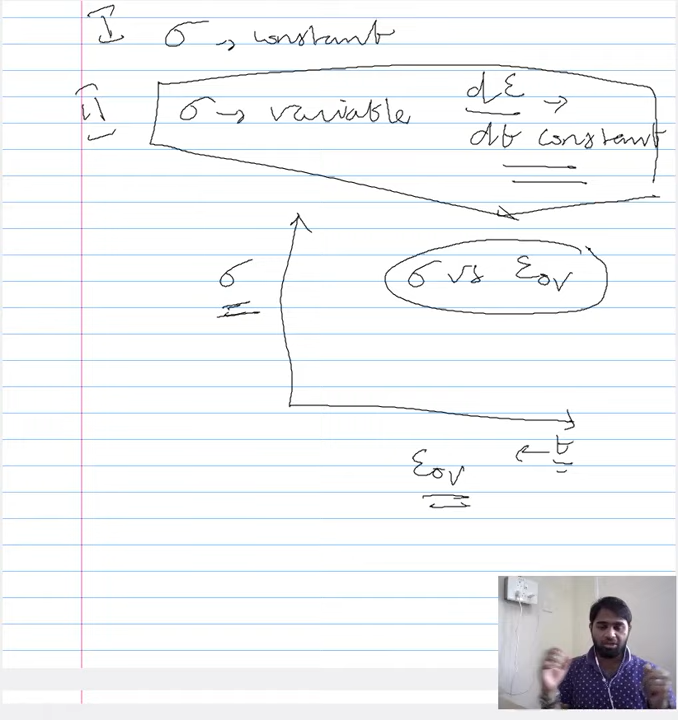 I σ → constant
II σ → variable dε/dt → constant
σ
σ vs εov
t
εov